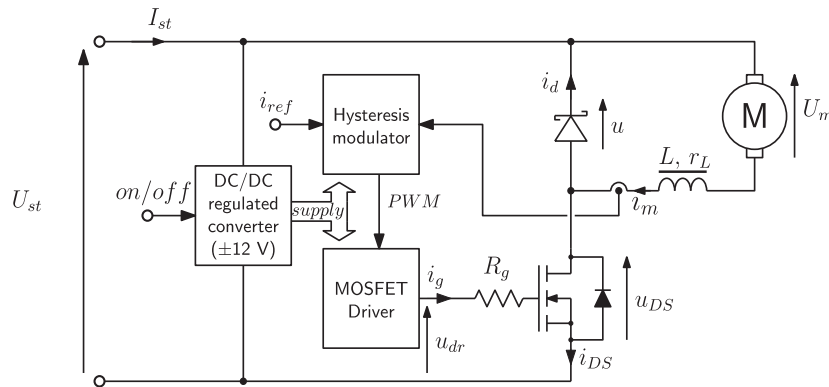 I_st
i_ref
Hysteresis
modulator
i_d
u
M
U_m
L, r_L
i_m
U_st
on/off
DC/DC
regulated
converter
(±12 V)
supply
PWM
MOSFET
Driver
i_g
R_g
u_dr
u_DS
i_DS